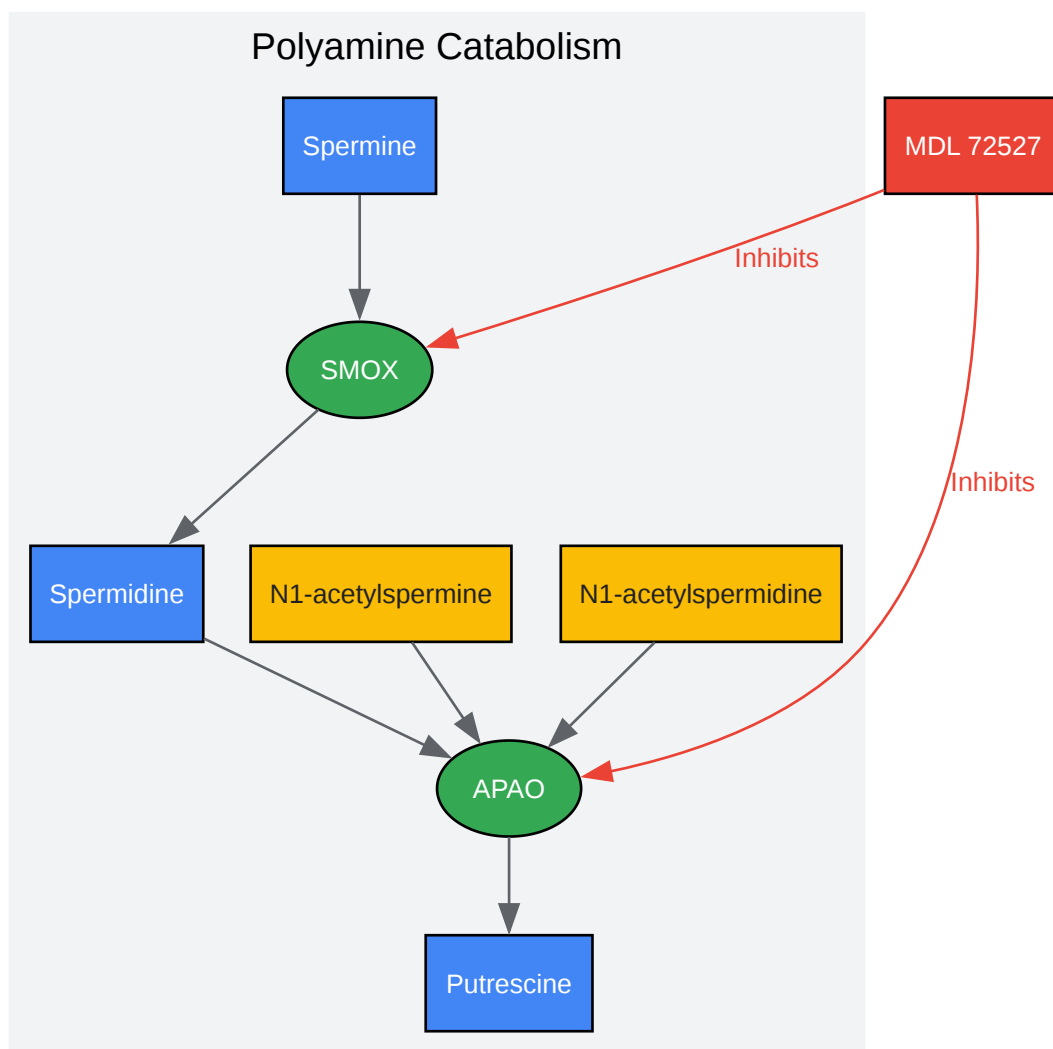 Polyamine Catabolism
Spermine
MDL 72527
Inhibits
SMOX
Inhibits
Spermidine
N1-acetylspermine
N1-acetylspermidine
APAO
Putrescine